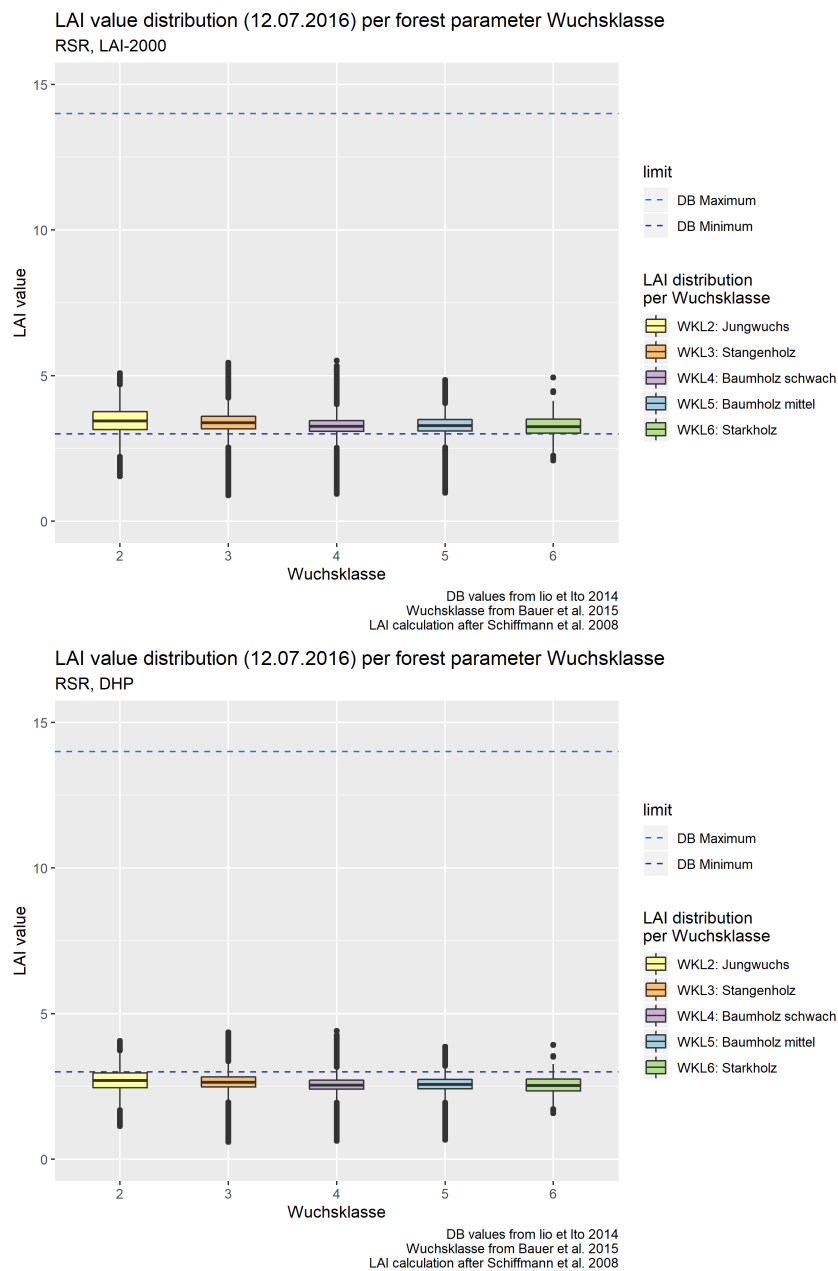 LAI value distribution (12.07.2016) per forest parameter Wuchsklasse
RSR, LAI-2000
15
10
5
0
LAI value
2 3 4 5 6
Wuchsklasse
limit
DB Maximum
DB Minimum
LAI distribution
per Wuchsklasse
WKL2: Jungwuchs
WKL3: Stangenholz
WKL4: Baumholz schwach
WKL5: Baumholz mittel
WKL6: Starkholz
DB values from Iio et Ito 2014
Wuchsklasse from Bauer et al. 2015
LAI calculation after Schiffmann et al. 2008
LAI value distribution (12.07.2016) per forest parameter Wuchsklasse
RSR, DHP
15
10
5
0
LAI value
2 3 4 5 6
Wuchsklasse
limit
DB Maximum
DB Minimum
LAI distribution
per Wuchsklasse
WKL2: Jungwuchs
WKL3: Stangenholz
WKL4: Baumholz schwach
WKL5: Baumholz mittel
WKL6: Starkholz
DB values from Iio et Ito 2014
Wuchsklasse from Bauer et al. 2015
LAI calculation after Schiffmann et al. 2008